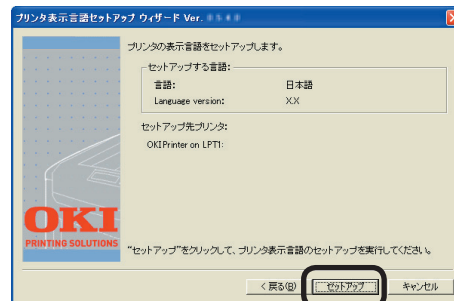 プリンタ表示言語セットアップ ウィザード Ver. 0 5 4 0
プリンタの表示言語をセットアップします。
セットアップする言語:
言語: 日本語
Language version: X.X
セットアップ先プリンタ:
OKI Printer on LPT1:
OKI
PRINTING SOLUTIONS
"セットアップ"をクリックして、プリンタ表示言語のセットアップを実行してください。
< 戻る(B) セットアップ キャンセル